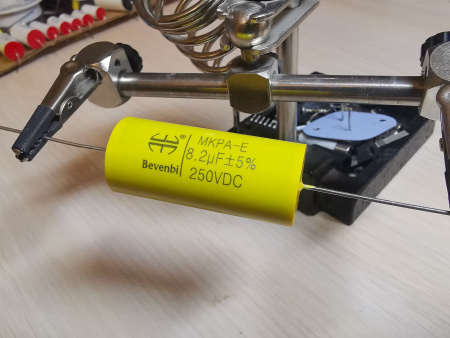 MKPA-E
8.2µF±5%
Bevenbi
250VDC